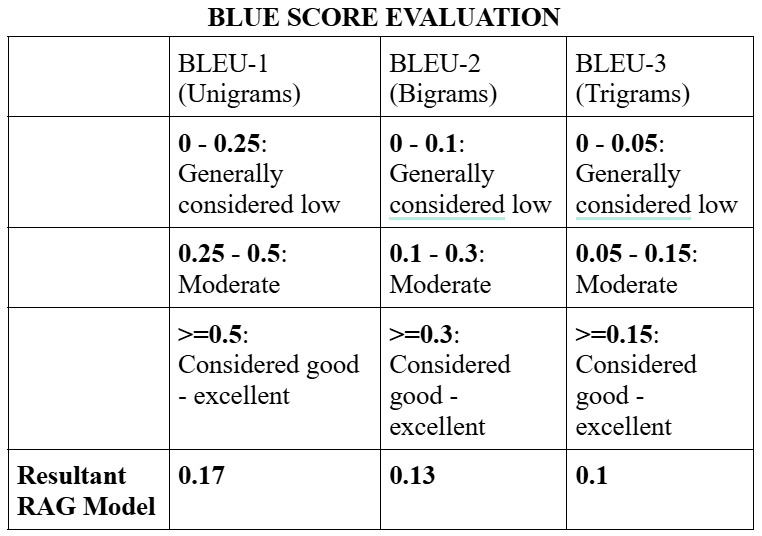 BLUE SCORE EVALUATION
BLEU-1 BLEU-2 BLEU-3
(Unigrams) (Bigrams) (Trigrams)
0 - 0.25: 0 - 0.1: 0 - 0.05:
Generally Generally Generally
considered low considered low considered low
0.25 - 0.5: 0.1 - 0.3: 0.05 - 0.15:
Moderate Moderate Moderate
>=0.5: >=0.3: >=0.15:
Considered good Considered Considered
- excellent good - good -
excellent excellent
Resultant 0.17 0.13 0.1
RAG Model